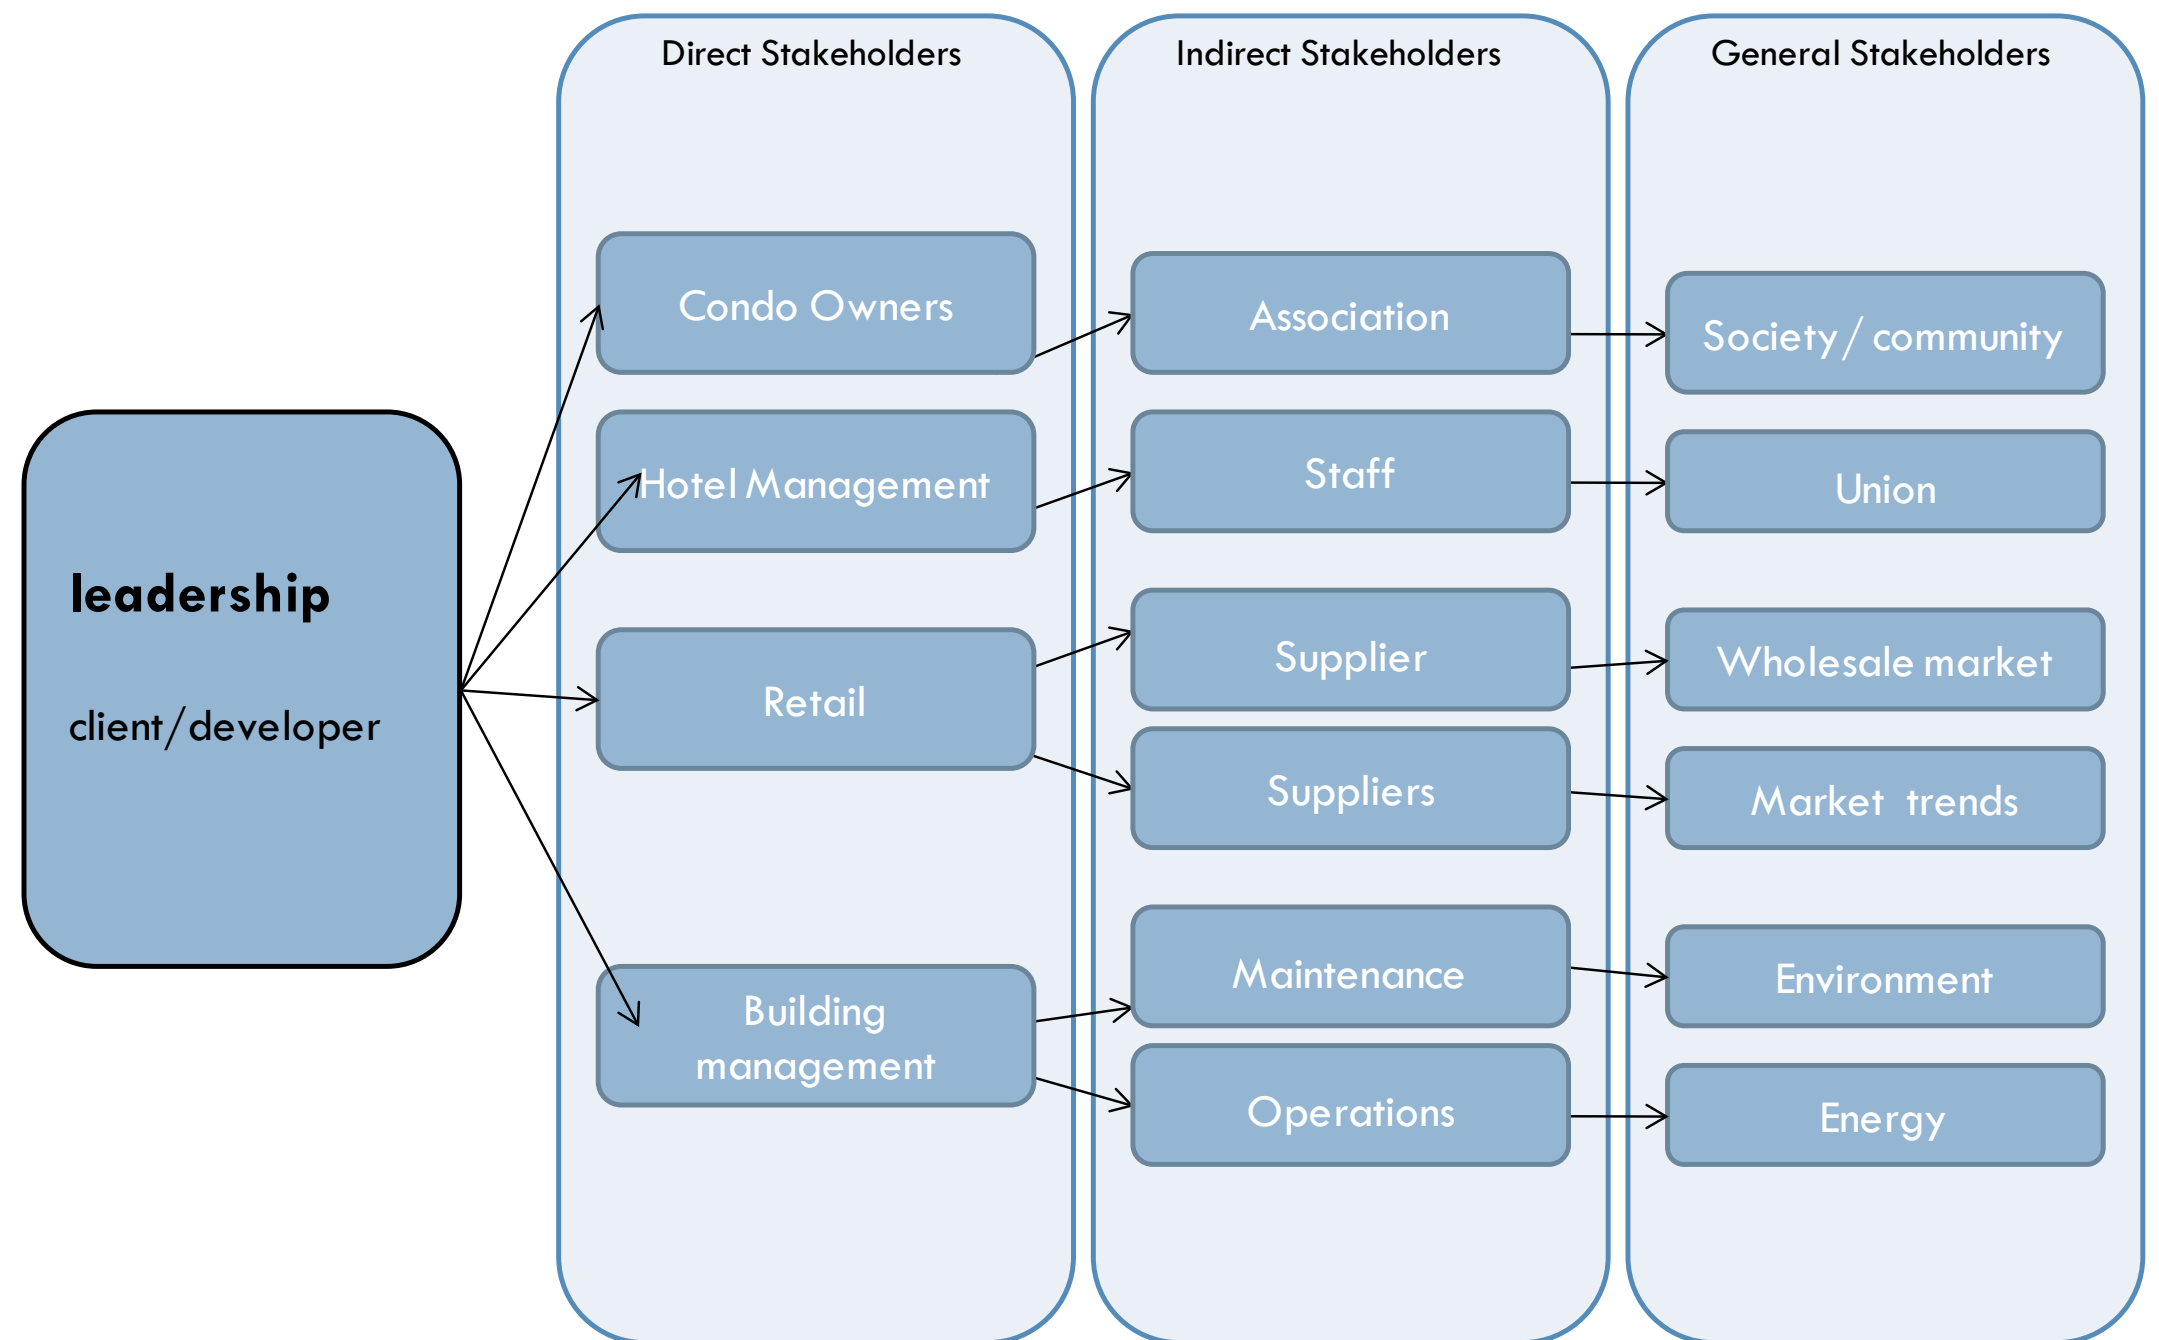 Direct Stakeholders
Indirect Stakeholders
General Stakeholders
leadership
client/developer
Condo Owners
Hotel Management
Retail
Building
management
Association
Staff
Supplier
Suppliers
Maintenance
Operations
Society/ community
Union
Wholesale market
Market  trends
Environment
Energy